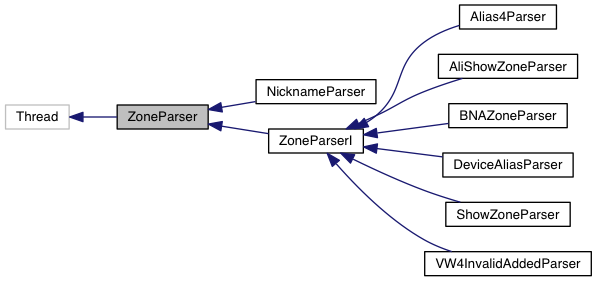 Thread
ZoneParser
NicknameParser
ZoneParserI
Alias4Parser
AliShowZoneParser
BNAZoneParser
DeviceAliasParser
ShowZoneParser
VW4InvalidAddedParser